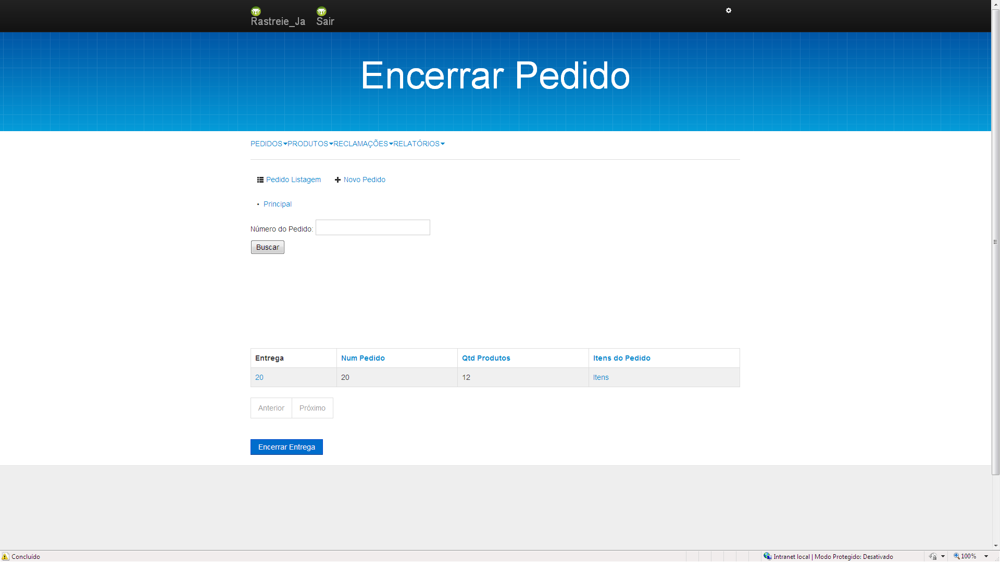 Rastreie_Ja Sair
Encerrar Pedido
PEDIDOS PRODUTOS RECLAMAÇÕES RELATÓRIOS
Pedido Listagem Novo Pedido
• Principal
Número do Pedido:
Buscar
Entrega Num Pedido Qtd Produtos Itens do Pedido
20 20 12 Itens
Anterior Próximo
Encerrar Entrega
Concluído Intranet local | Modo Protegido: Desativado 100%